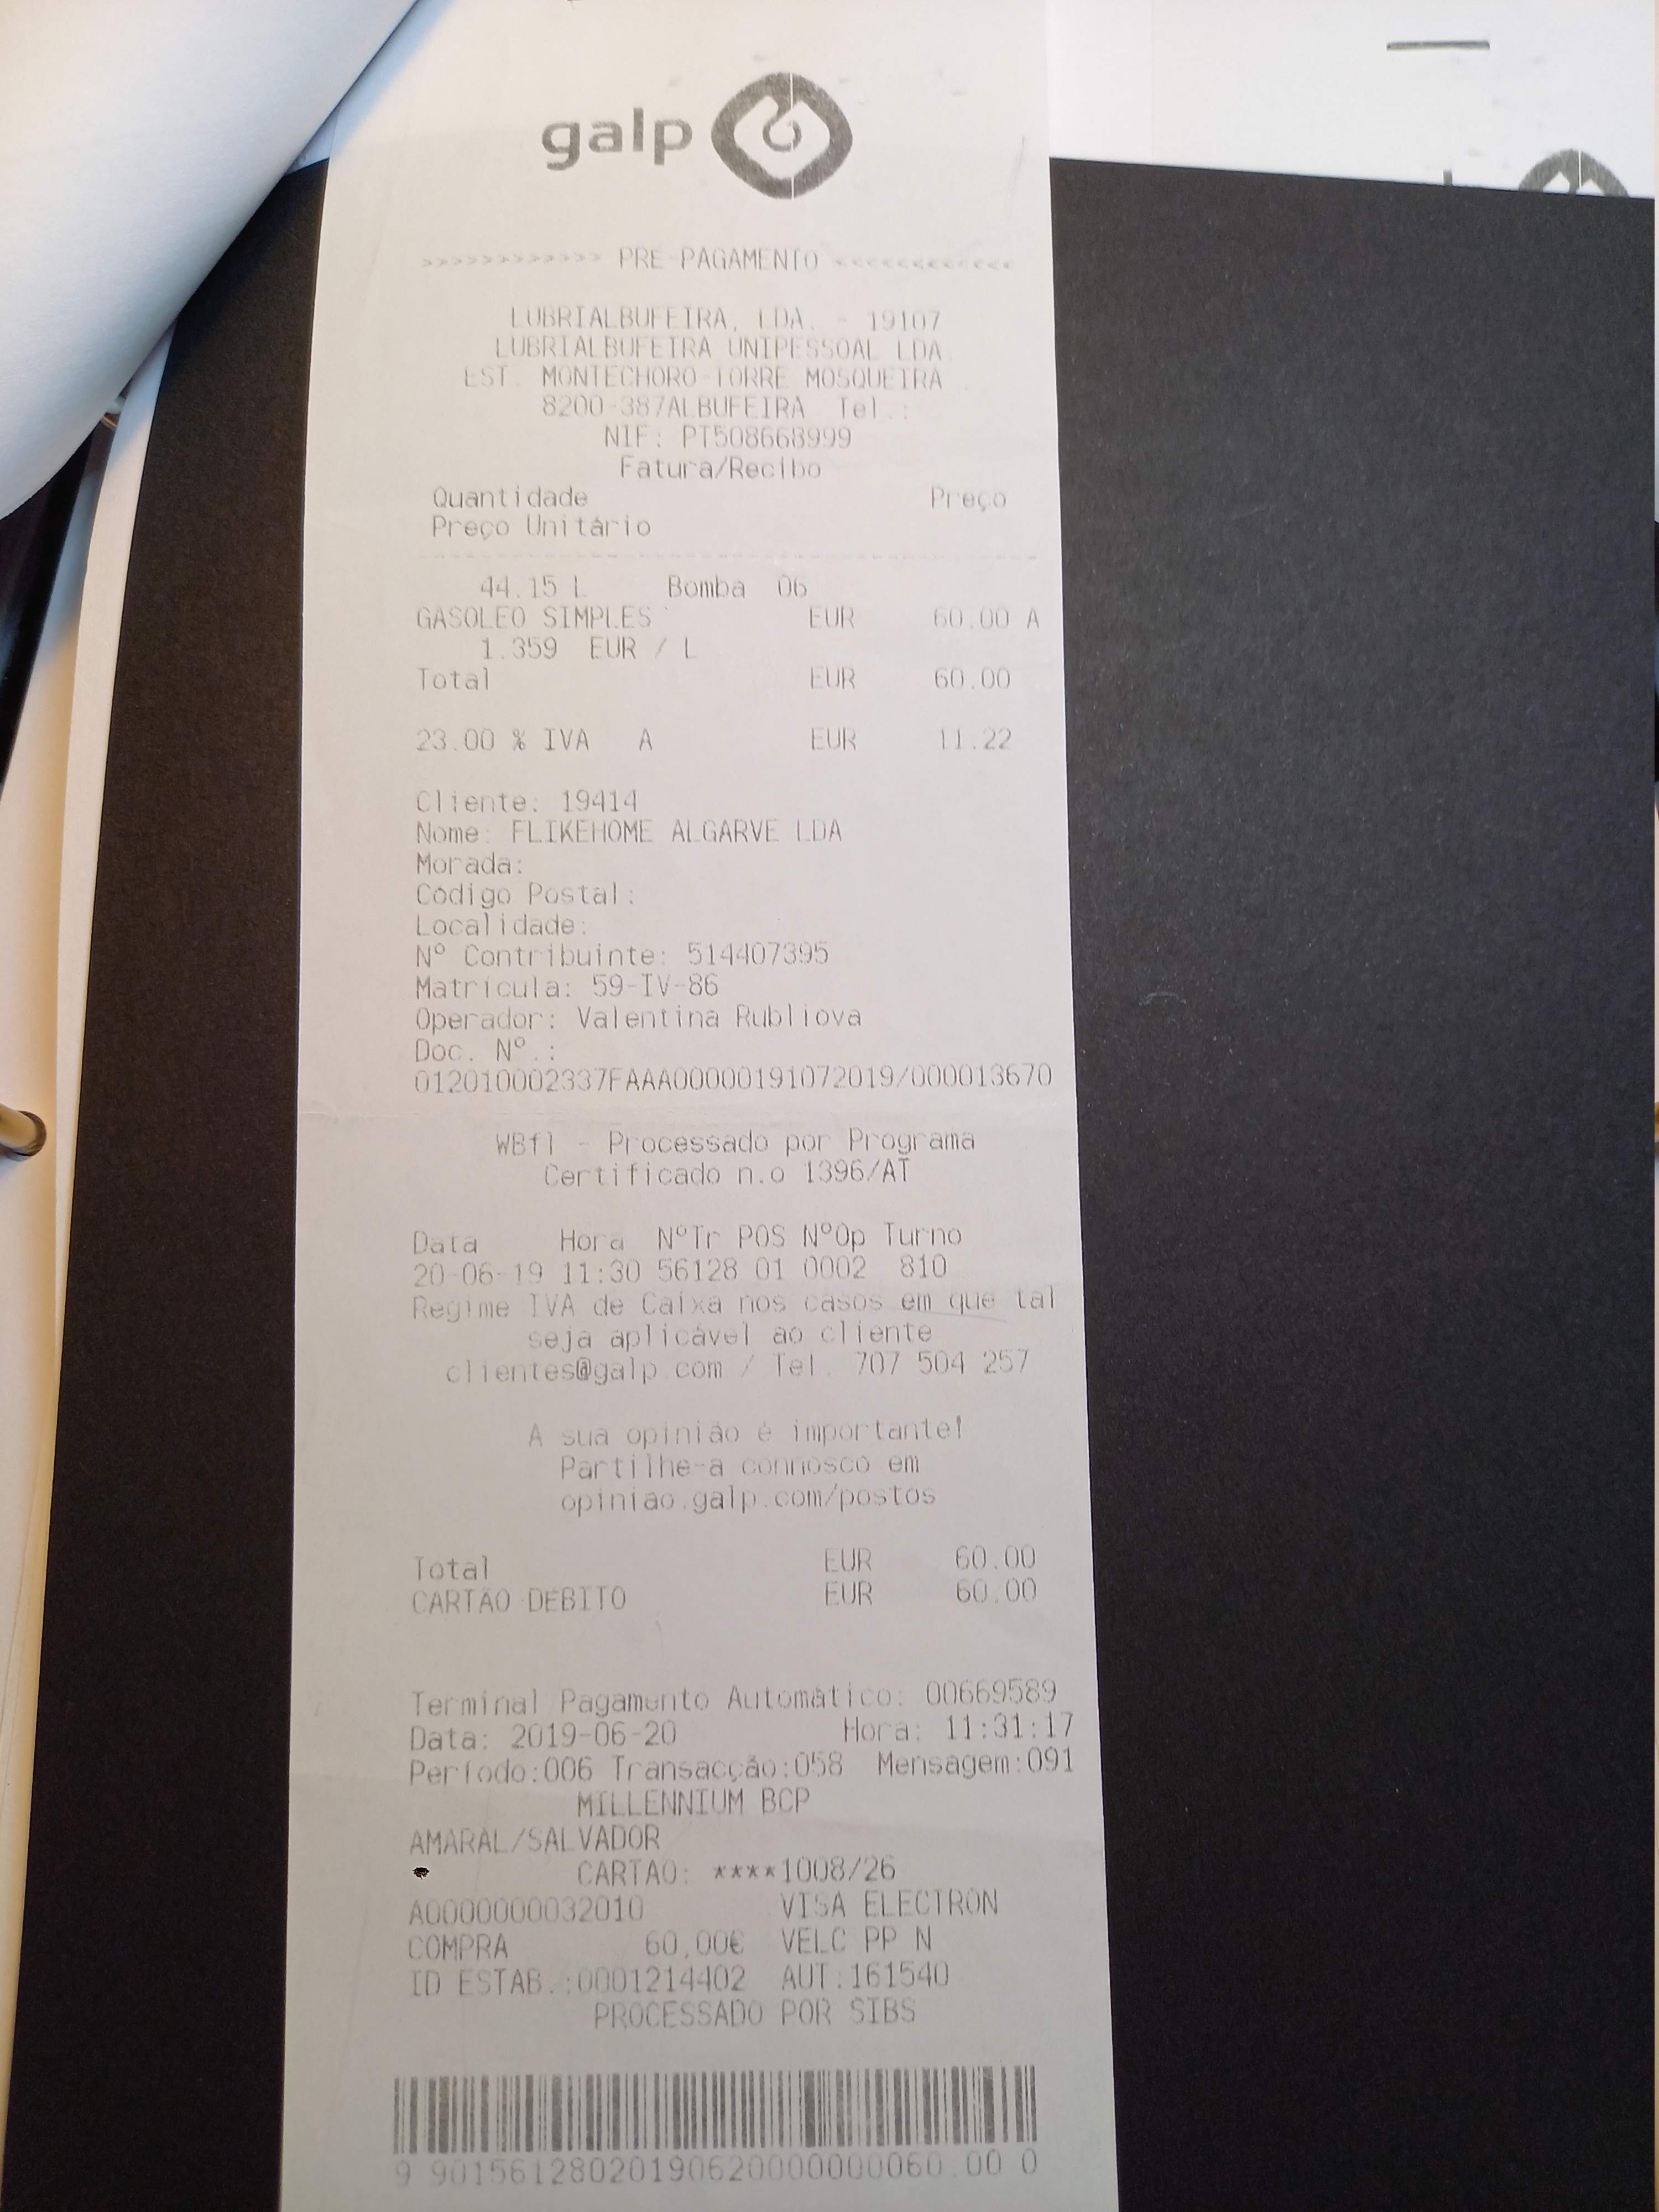 galp
>>>>>>>>>>>> PRE-PAGAMENTO <<<<<<<<<<<<
LUBRIALBUFEIRA, LDA. - 19107
LUBRIALBUFEIRA UNIPESSOAL LDA.
EST. MONTECHORO-TORRE MOSQUEIRA
8200-387ALBUFEIRA Tel.:
NIF: PT508668999
Fatura/Recibo
Quantidade Preço
Preço Unitário
44.15 L Bomba 06
GASOLEO SIMPLES EUR 60.00 A
1.359 EUR / L
Total EUR 60.00
23.00 % IVA A EUR 11.22
Cliente: 19414
Nome: FLIKEHOME ALGARVE LDA
Morada:
Código Postal:
Localidade:
Nº Contribuinte: 514407395
Matrícula: 59-IV-86
Operador: Valentina Rubliova
Doc. Nº.:
012010002337FAAA00000191072019/000013670
WBfl - Processado por Programa
Certificado n.o 1396/AT
Data Hora NºTr POS NºOp Turno
20-06-19 11:30 56128 01 0002 810
Regime IVA de Caixa nos casos em que tal
seja aplicável ao cliente
clientes@galp.com / Tel. 707 504 257
A sua opinião é importante!
Partilhe-a connosco em
opiniao.galp.com/postos
Total EUR 60.00
CARTÃO DEBITO EUR 60.00
Terminal Pagamento Automático: 00669589
Data: 2019-06-20 Hora: 11:31:17
Período:006 Transacção:058 Mensagem:091
MILLENNIUM BCP
AMARAL/SALVADOR
CARTAO: ****1008/26
A0000000032010 VISA ELECTRON
COMPRA 60,00€ VELC PP N
ID ESTAB.:0001214402 AUT:161540
PROCESSADO POR SIBS
9 9015612802019062000000000060.00 0